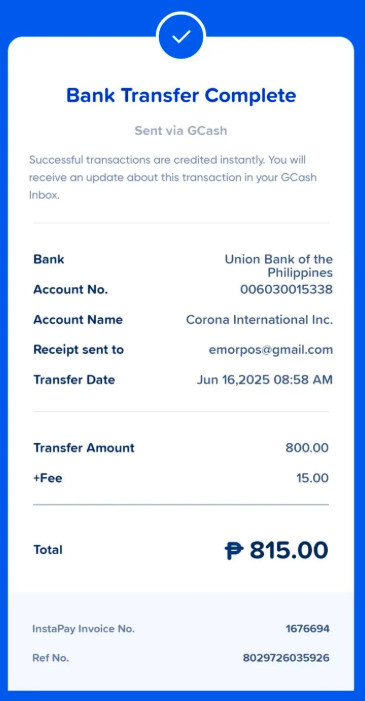 Bank Transfer Complete
Sent via GCash
Successful transactions are credited instantly. You will
receive an update about this transaction in your GCash
Inbox.
Bank Union Bank of the
Philippines
Account No. 006030015338
Account Name Corona International Inc.
Receipt sent to emorpos@gmail.com
Transfer Date Jun 16,2025 08:58 AM
Transfer Amount 800.00
+Fee 15.00
Total ₱ 815.00
InstaPay Invoice No. 1676694
Ref No. 8029726035926